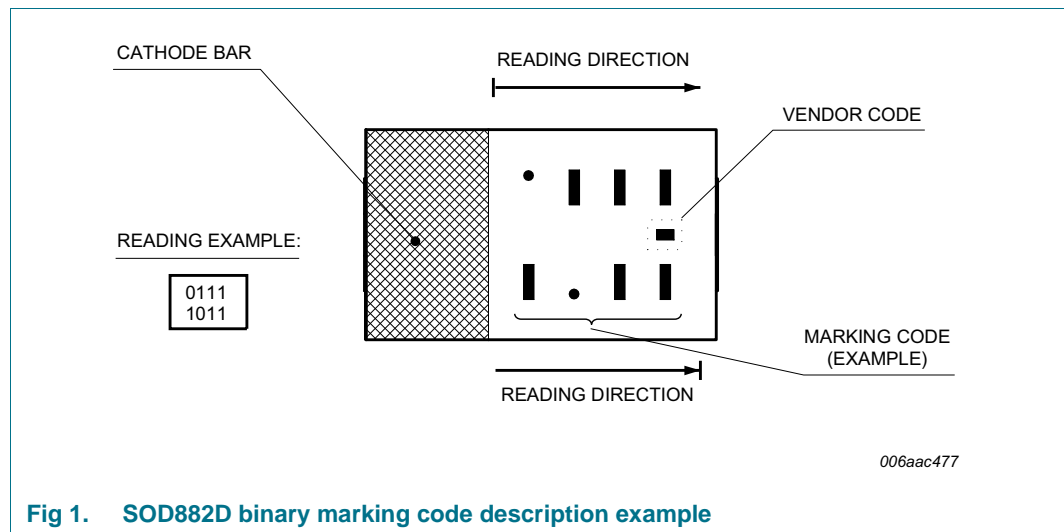 CATHODE BAR
READING DIRECTION
VENDOR CODE
READING EXAMPLE:
0111
1011
MARKING CODE
(EXAMPLE)
READING DIRECTION
006aac477
Fig 1. SOD882D binary marking code description example